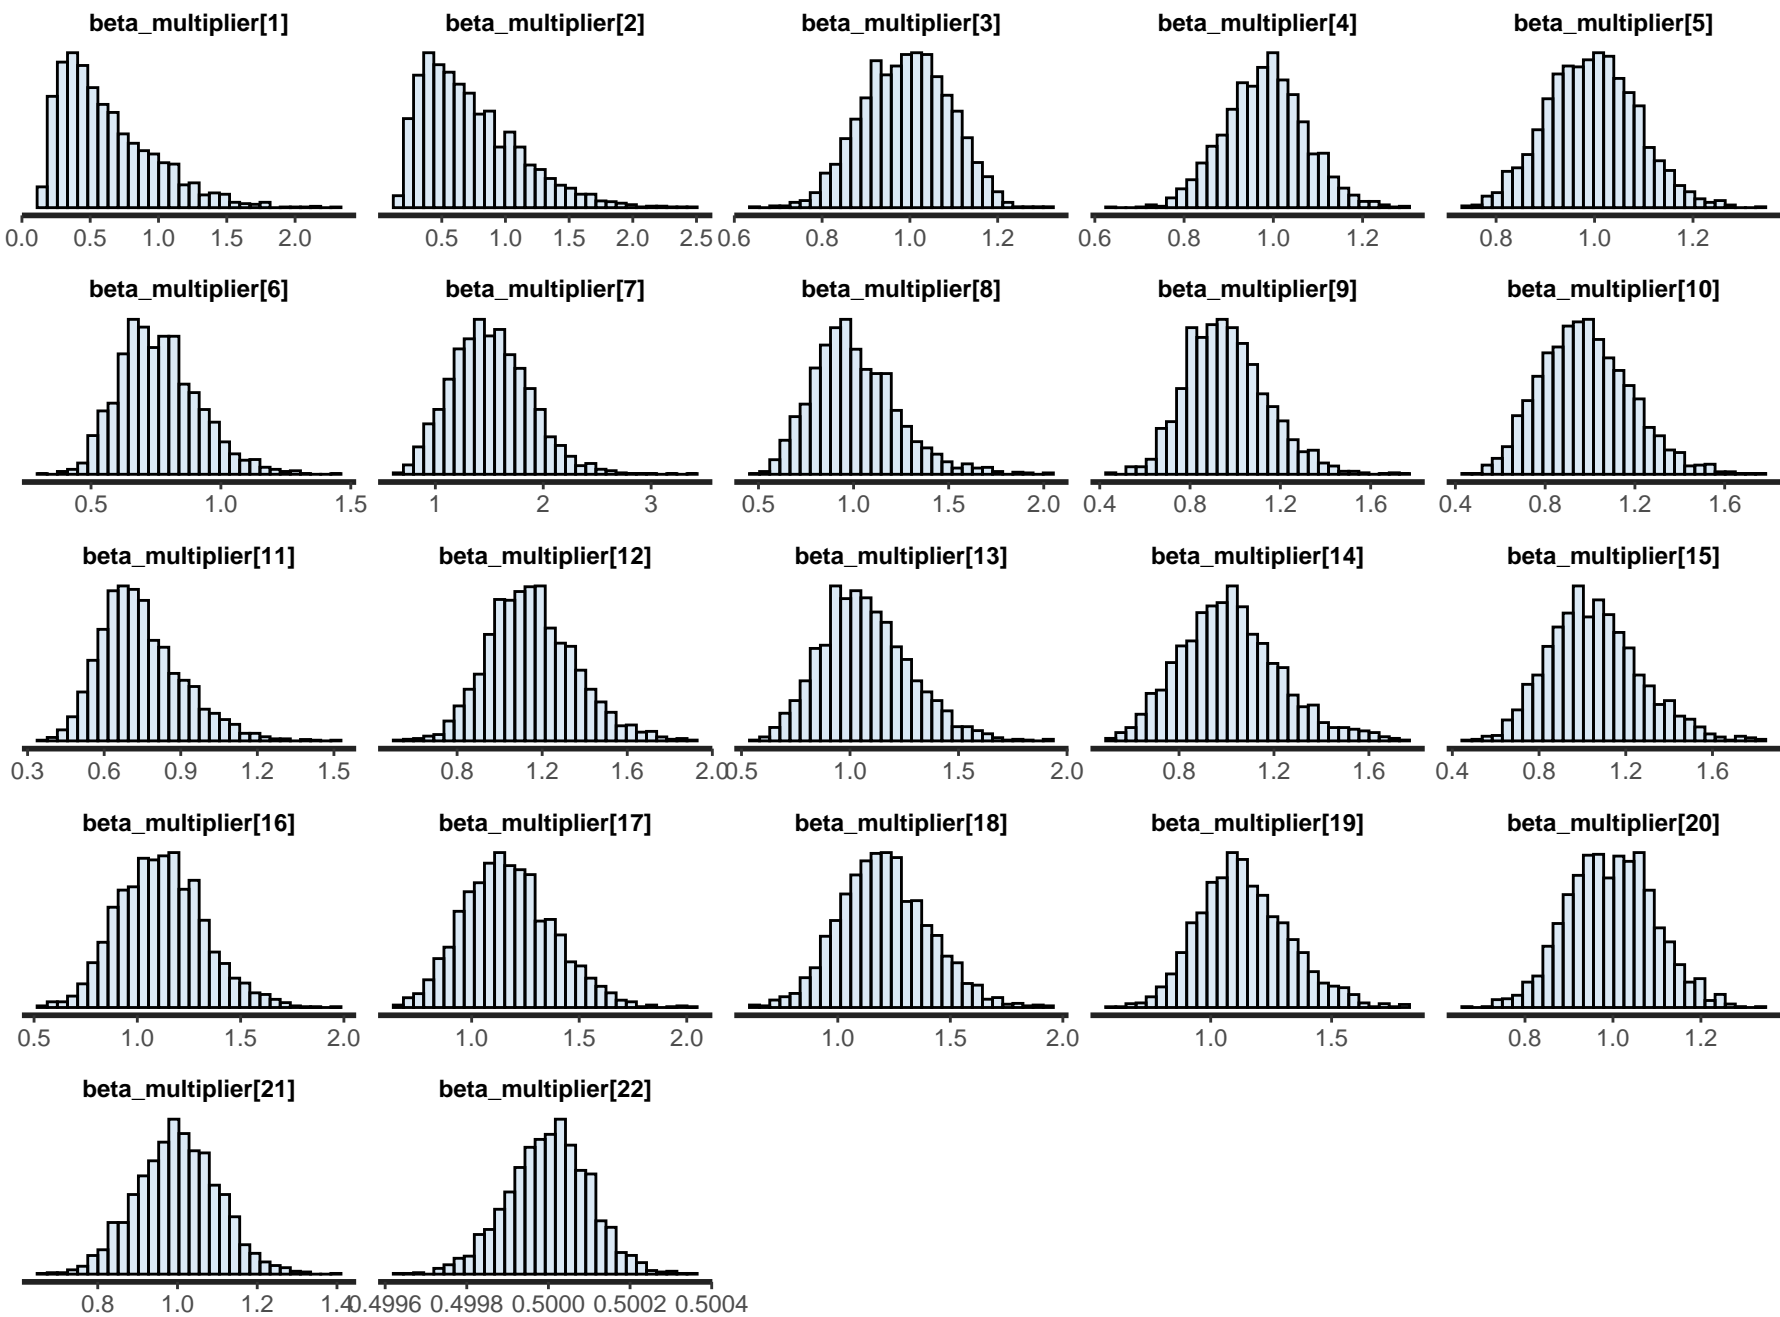 beta_multiplier[1] beta_multiplier[2] beta_multiplier[3] beta_multiplier[4] beta_multiplier[5]
0.0 0.5 1.0 1.5 2.0 0.5 1.0 1.5 2.0 2.5 0.6 0.8 1.0 1.2 0.6 0.8 1.0 1.2 0.8 1.0 1.2
beta_multiplier[6] beta_multiplier[7] beta_multiplier[8] beta_multiplier[9] beta_multiplier[10]
0.5 1.0 1.5 1 2 3 0.5 1.0 1.5 2.0 0.4 0.8 1.2 1.6 0.4 0.8 1.2 1.6
beta_multiplier[11] beta_multiplier[12] beta_multiplier[13] beta_multiplier[14] beta_multiplier[15]
0.3 0.6 0.9 1.2 1.5 0.8 1.2 1.6 2.0 0.5 1.0 1.5 2.0 0.8 1.2 1.6 0.4 0.8 1.2 1.6
beta_multiplier[16] beta_multiplier[17] beta_multiplier[18] beta_multiplier[19] beta_multiplier[20]
0.5 1.0 1.5 2.0 1.0 1.5 2.0 1.0 1.5 2.0 1.0 1.5 0.8 1.0 1.2
beta_multiplier[21] beta_multiplier[22]
0.8 1.0 1.2 1.4 0.4996 0.4998 0.5000 0.5002 0.5004